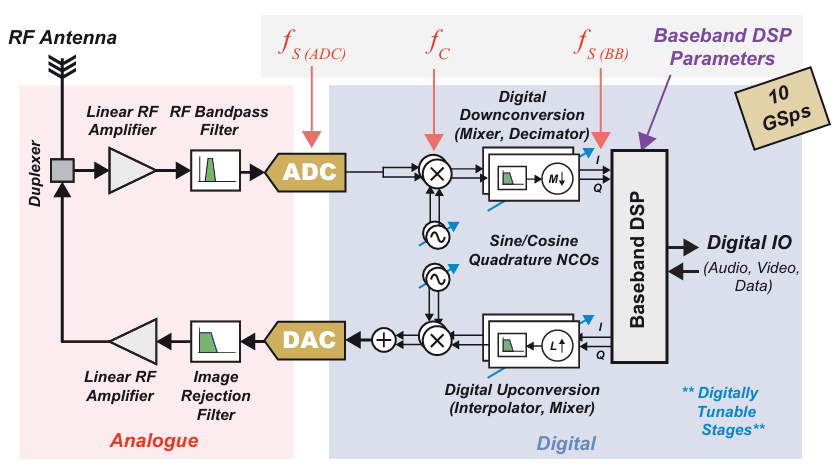 RF Antenna
f S (ADC)
f C
f S (BB)
Baseband DSP
Parameters
10
GSps
Linear RF
Amplifier
RF Bandpass
Filter
Digital
Downconversion
(Mixer, Decimator)
Duplexer
ADC
M↓
I
Q
Baseband DSP
Sine/Cosine
Quadrature NCOs
Digital IO
(Audio, Video,
Data)
DAC
L↑
I
Q
Linear RF
Amplifier
Image
Rejection
Filter
Digital Upconversion
(Interpolator, Mixer)
** Digitally
Tunable
Stages**
Analogue
Digital